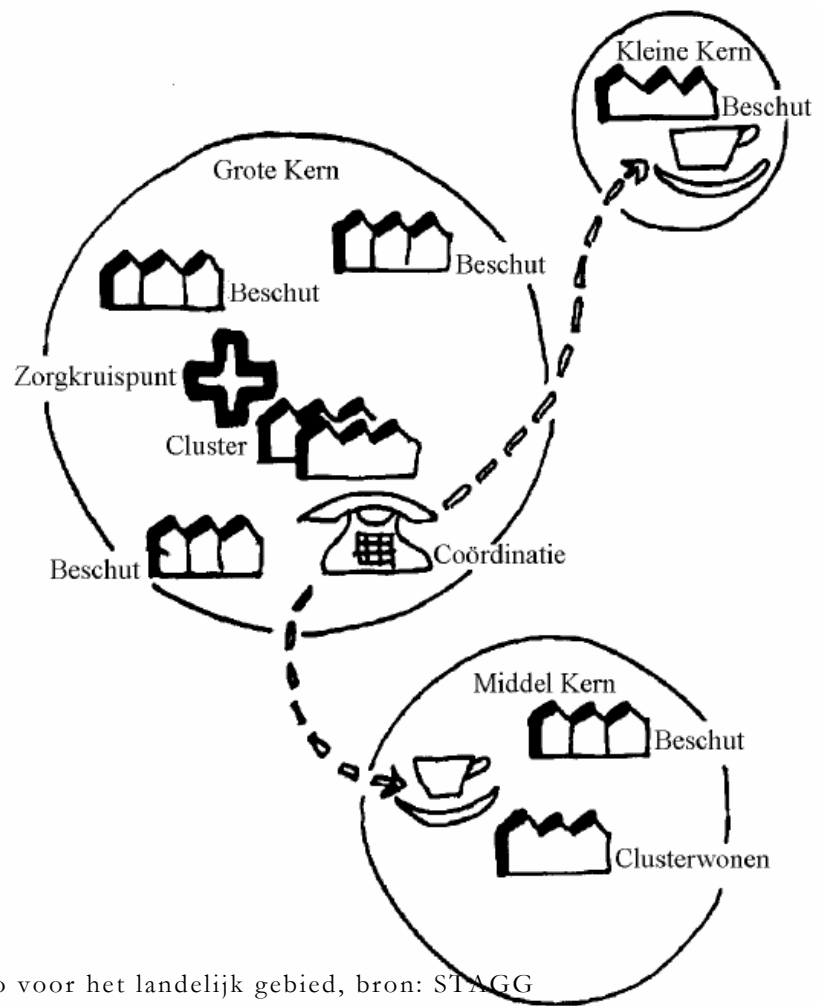 Kleine Kern
Beschut
Grote Kern
Beschut
Beschut
Zorgkruispunt
Cluster
Beschut
Coördinatie
Middel Kern
Beschut
Clusterwonen
voor het landelijk gebied, bron: STAGG